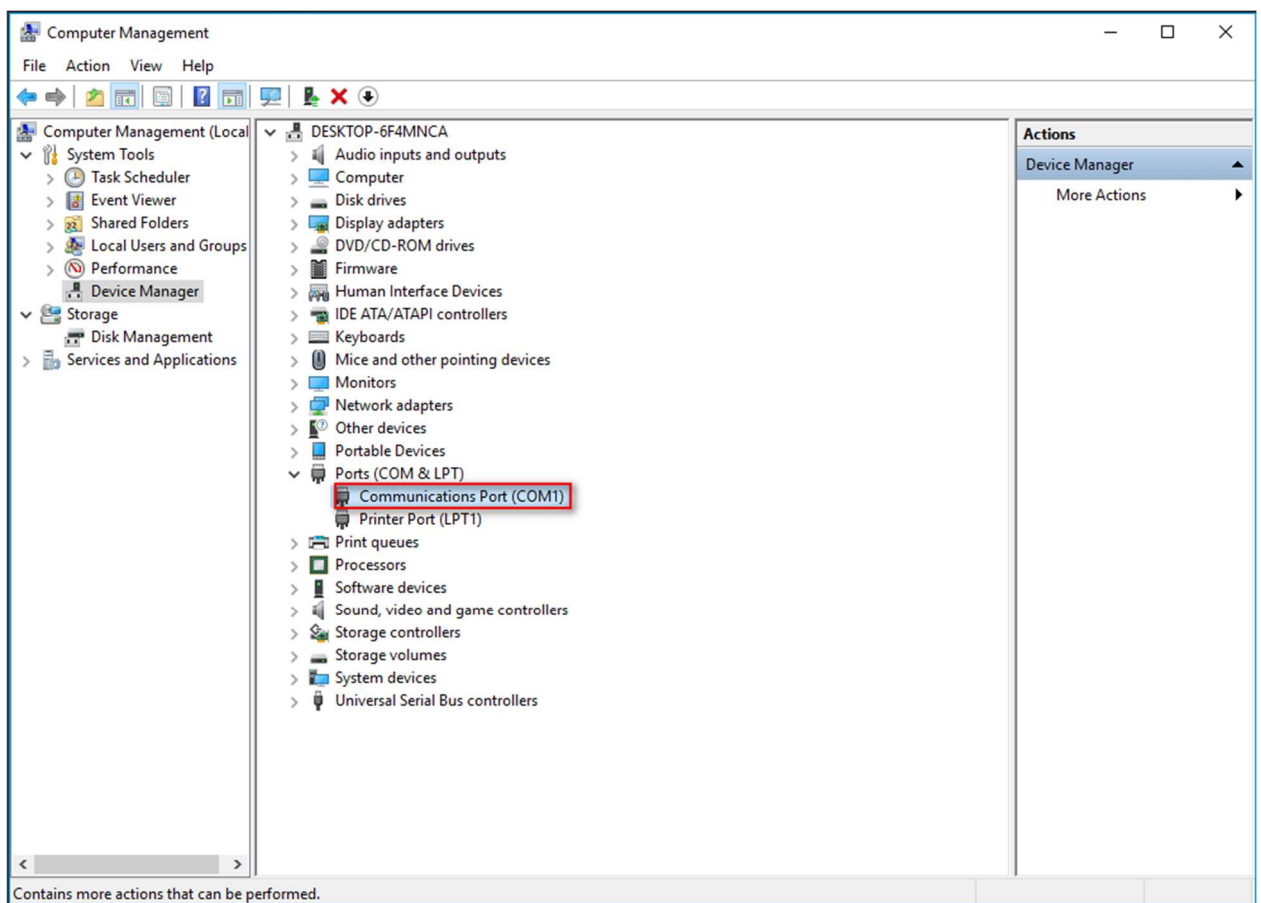 Computer Management
File Action View Help
Computer Management (Local
System Tools
Task Scheduler
Event Viewer
Shared Folders
Local Users and Groups
Performance
Device Manager
Storage
Disk Management
Services and Applications
DESKTOP-6F4MNCA
Audio inputs and outputs
Computer
Disk drives
Display adapters
DVD/CD-ROM drives
Firmware
Human Interface Devices
IDE ATA/ATAPI controllers
Keyboards
Mice and other pointing devices
Monitors
Network adapters
Other devices
Portable Devices
Ports (COM & LPT)
Communications Port (COM1)
Printer Port (LPT1)
Print queues
Processors
Software devices
Sound, video and game controllers
Storage controllers
Storage volumes
System devices
Universal Serial Bus controllers
Actions
Device Manager
More Actions
Contains more actions that can be performed.